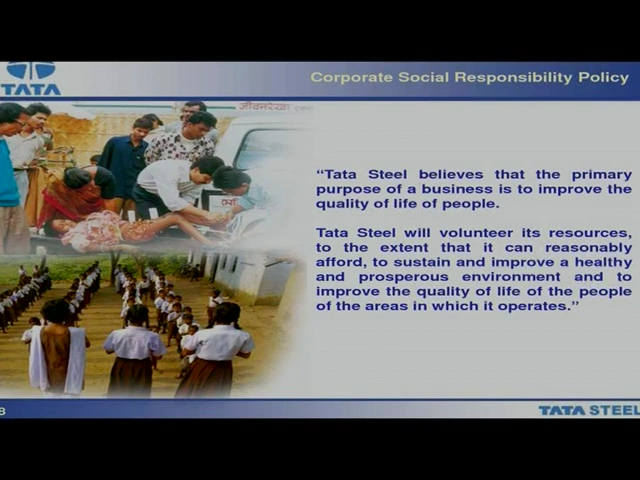 TATA
Corporate Social Responsibility Policy
जीवनरेखा
“Tata Steel believes that the primary
purpose of a business is to improve the
quality of life of people.
Tata Steel will volunteer its resources,
to the extent that it can reasonably
afford, to sustain and improve a healthy
and prosperous environment and to
improve the quality of life of the people
of the areas in which it operates.”
8
TATA STEEL